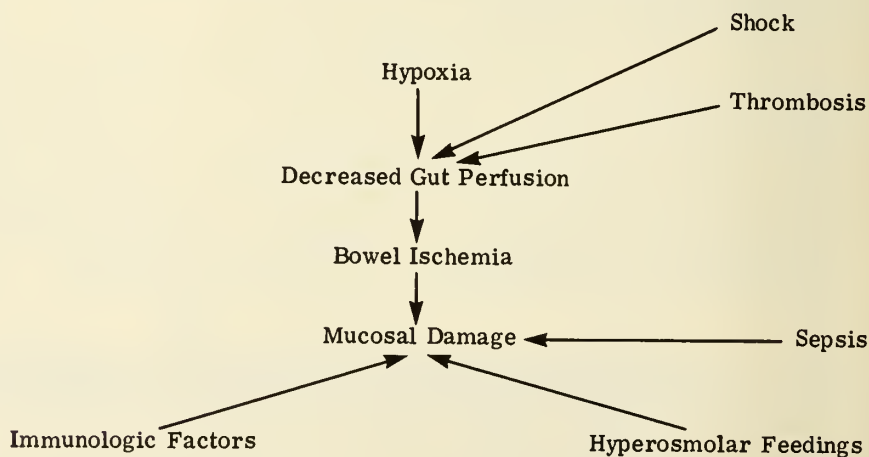 Shock
Hypoxia
Thrombosis
Decreased Gut Perfusion
Bowel Ischemia
Mucosal Damage
Sepsis
Immunologic Factors
Hyperosmolar Feedings